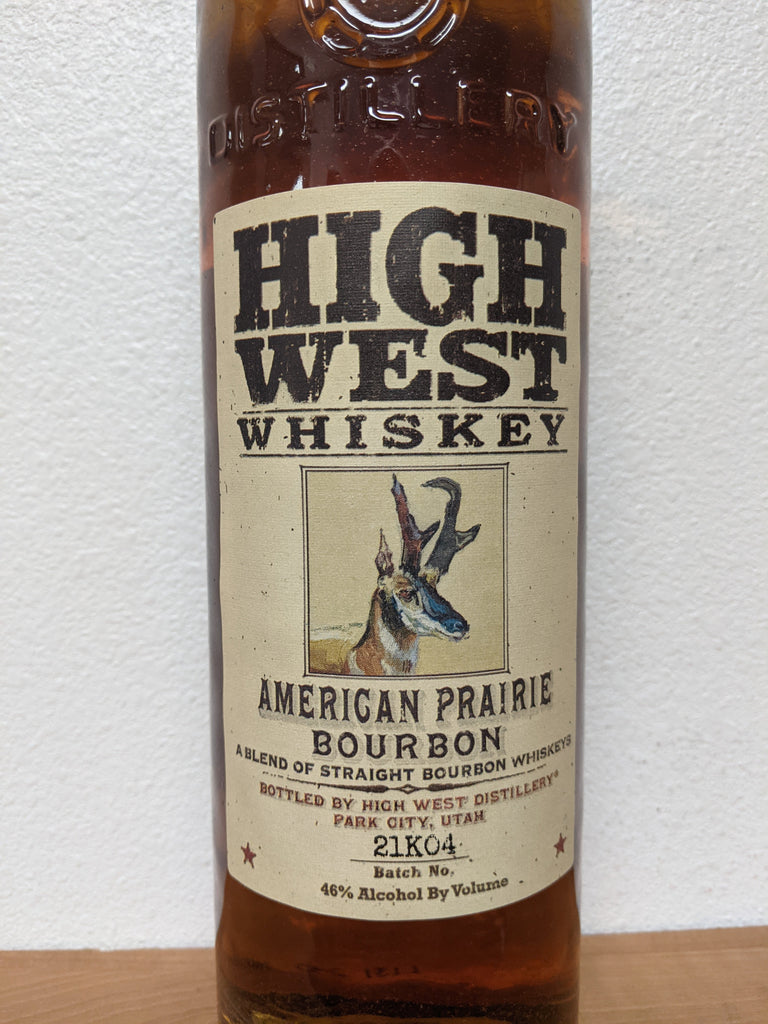 DISTILLERY
HIGH
WEST
WHISKEY
AMERICAN PRAIRIE
BOURBON
A BLEND OF STRAIGHT BOURBON WHISKEYS
BOTTLED BY HIGH WEST DISTILLERY®
PARK CITY, UTAH
21K04
Batch No.
46% Alcohol By Volume